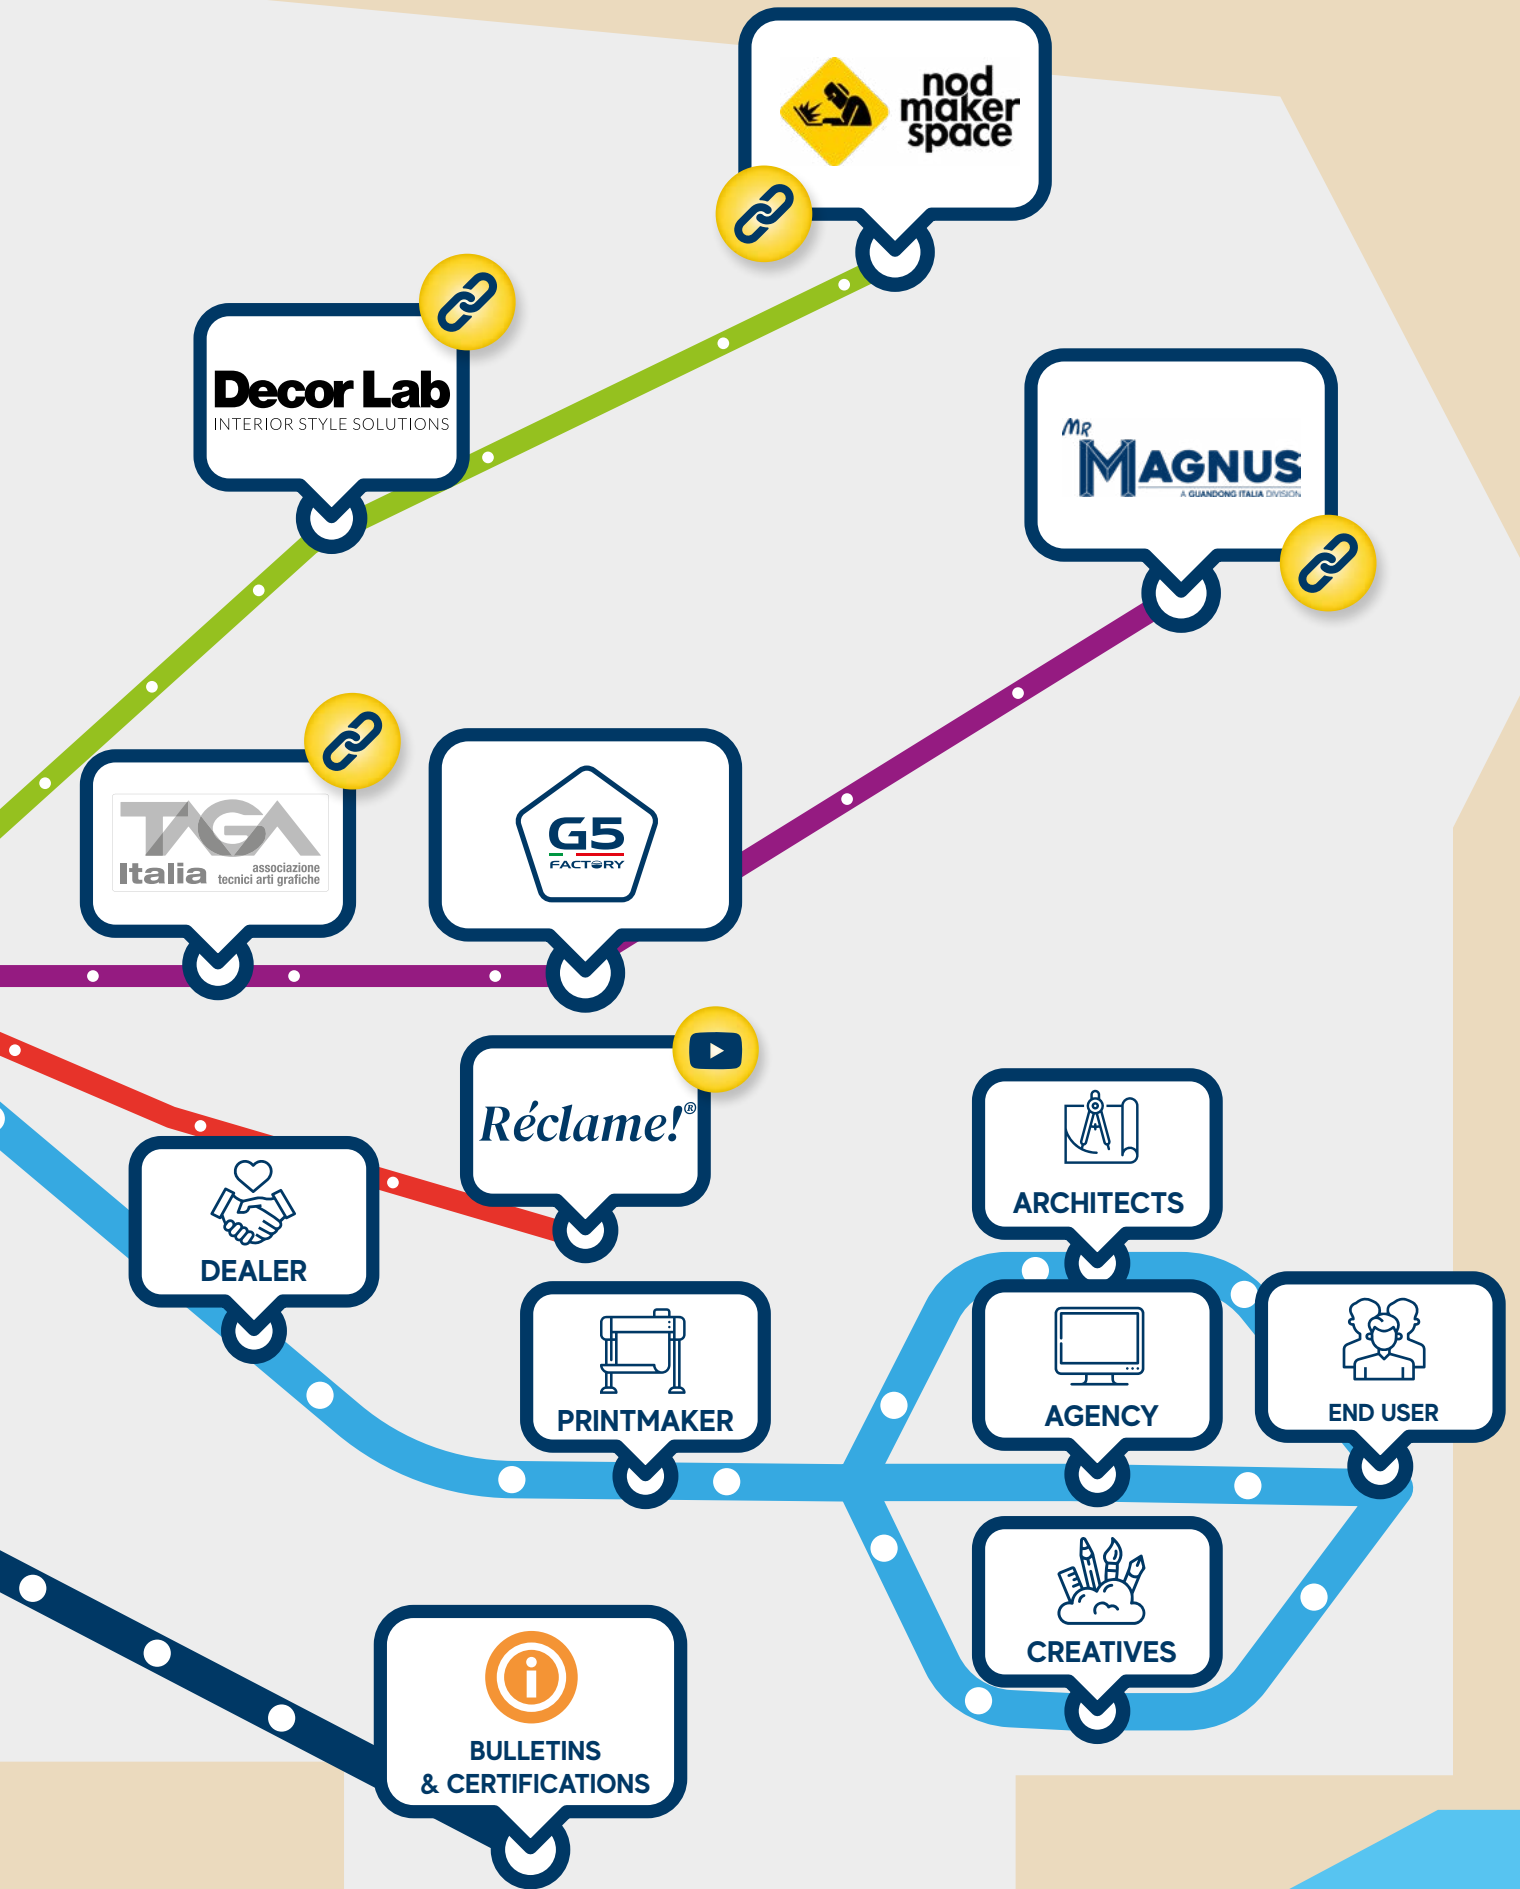 nod
maker
space
Decor Lab
INTERIOR STYLE SOLUTIONS
MR
MAGNUS
A GUANDONG ITALIA DIVISION
TAGA
Italia
associazione
tecnici arti grafiche
G5
FACTORY
Réclame!®
DEALER
ARCHITECTS
PRINTMAKER
AGENCY
END USER
CREATIVES
BULLETINS
& CERTIFICATIONS